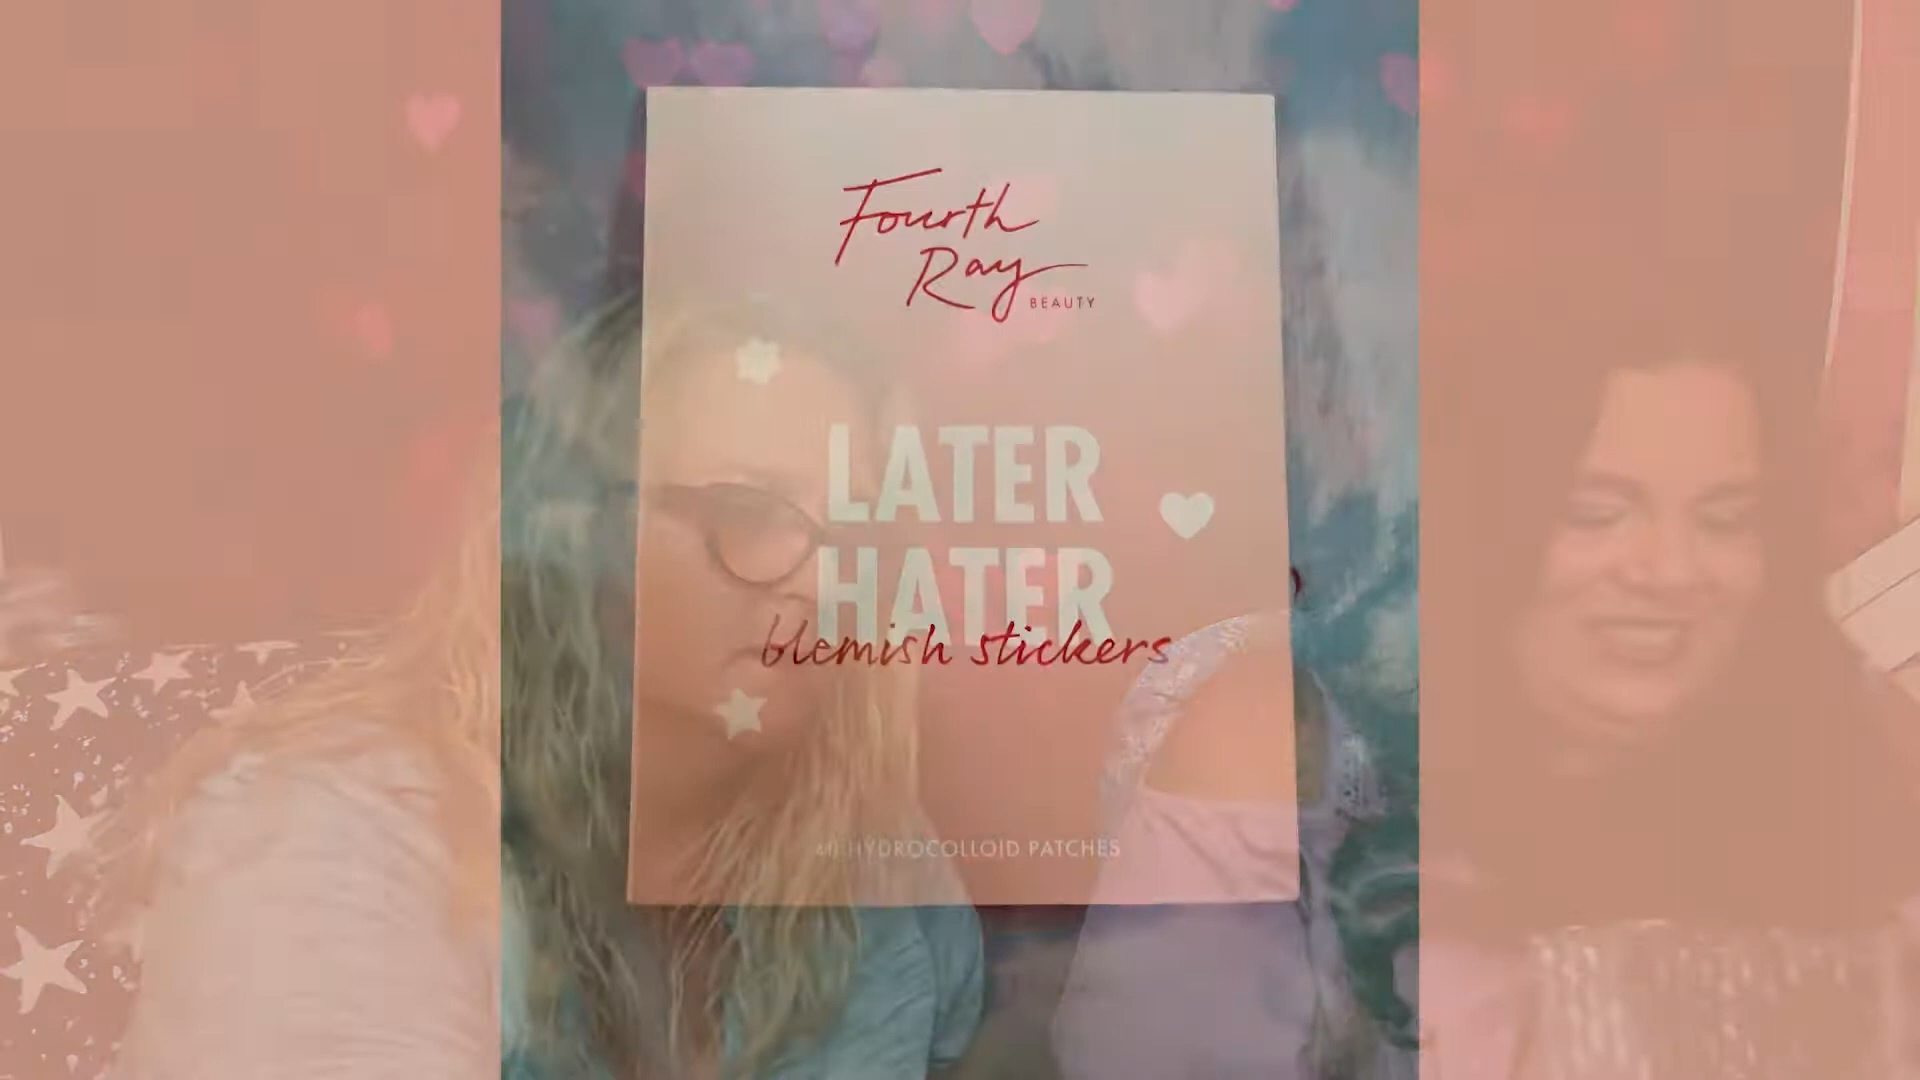 Fourth
Ray
BEAUTY
LATER
HATER
blemish stickers
40 HYDROCOLLOID PATCHES